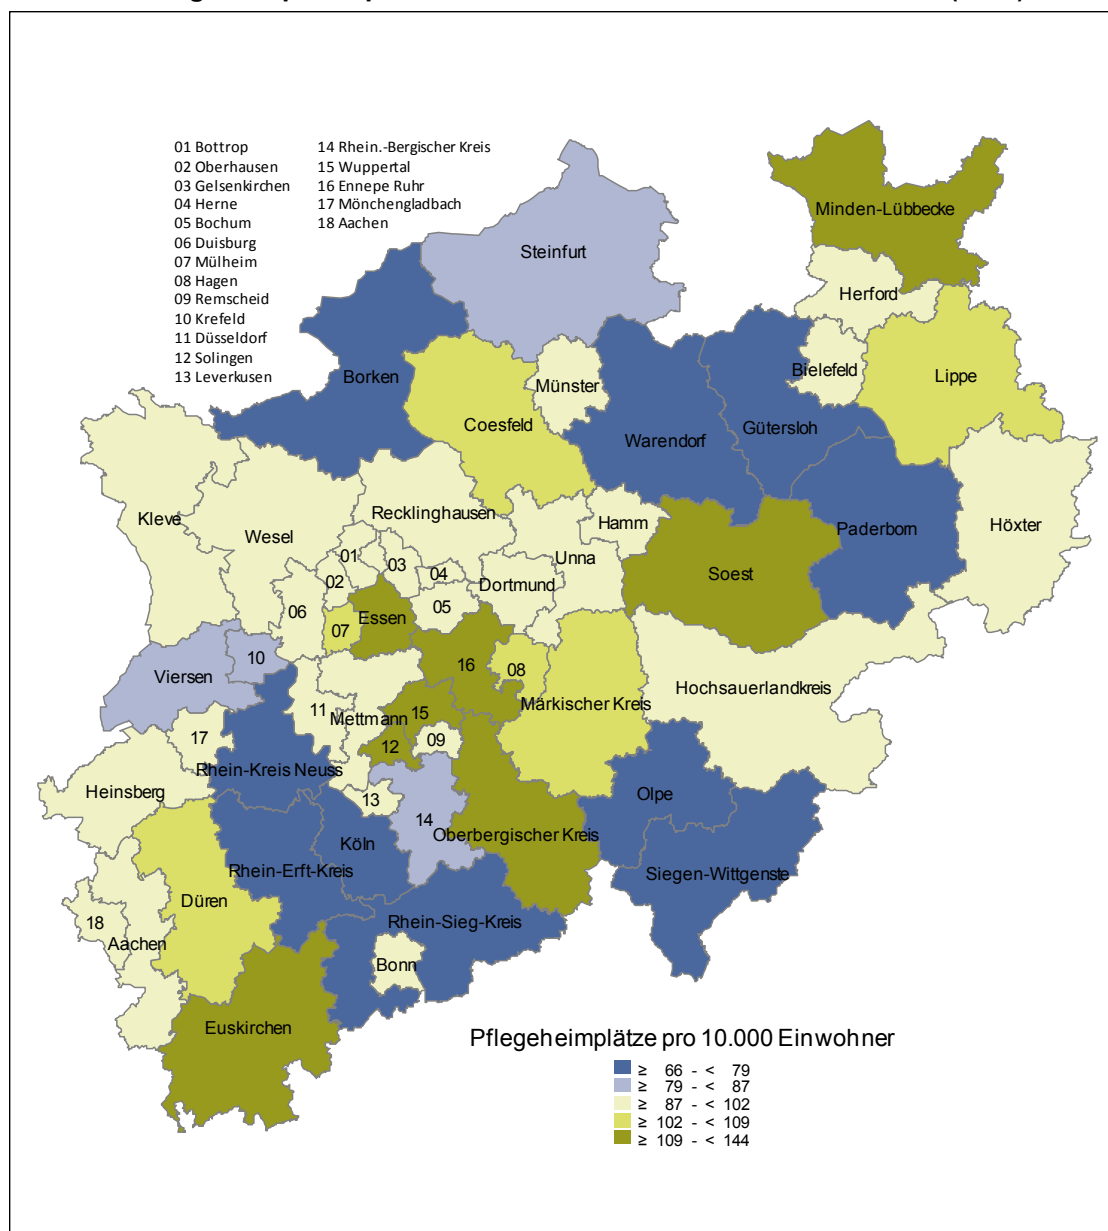 01 Bottrop
02 Oberhausen
03 Gelsenkirchen
04 Herne
05 Bochum
06 Duisburg
07 Mülheim
08 Hagen
09 Remscheid
10 Krefeld
11 Düsseldorf
12 Solingen
13 Leverkusen
14 Rhein.-Bergischer Kreis
15 Wuppertal
16 Ennepe Ruhr
17 Mönchengladbach
18 Aachen
Minden-Lübbecke
Steinfurt
Herford
Borken
Münster
Bielefeld
Lippe
Coesfeld
Warendorf
Gütersloh
Kleve
Wesel
Recklinghausen
Hamm
Paderborn
Höxter
01
03
04
Unna
02
Dortmund
Soest
06
05
07
Essen
Viersen
10
16
08
Hochsauerlandkreis
Märkischer Kreis
11
Mettmann
15
17
12
09
Rhein-Kreis Neuss
Heinsberg
13
Olpe
14
Oberbergischer Kreis
Köln
Rhein-Erft-Kreis
Siegen-Wittgenste
Düren
18
Aachen
Rhein-Sieg-Kreis
Bonn
Euskirchen
Pflegeheimplätze pro 10.000 Einwohner
≥ 66 - < 79
≥ 79 - < 87
≥ 87 - < 102
≥ 102 - < 109
≥ 109 - < 144